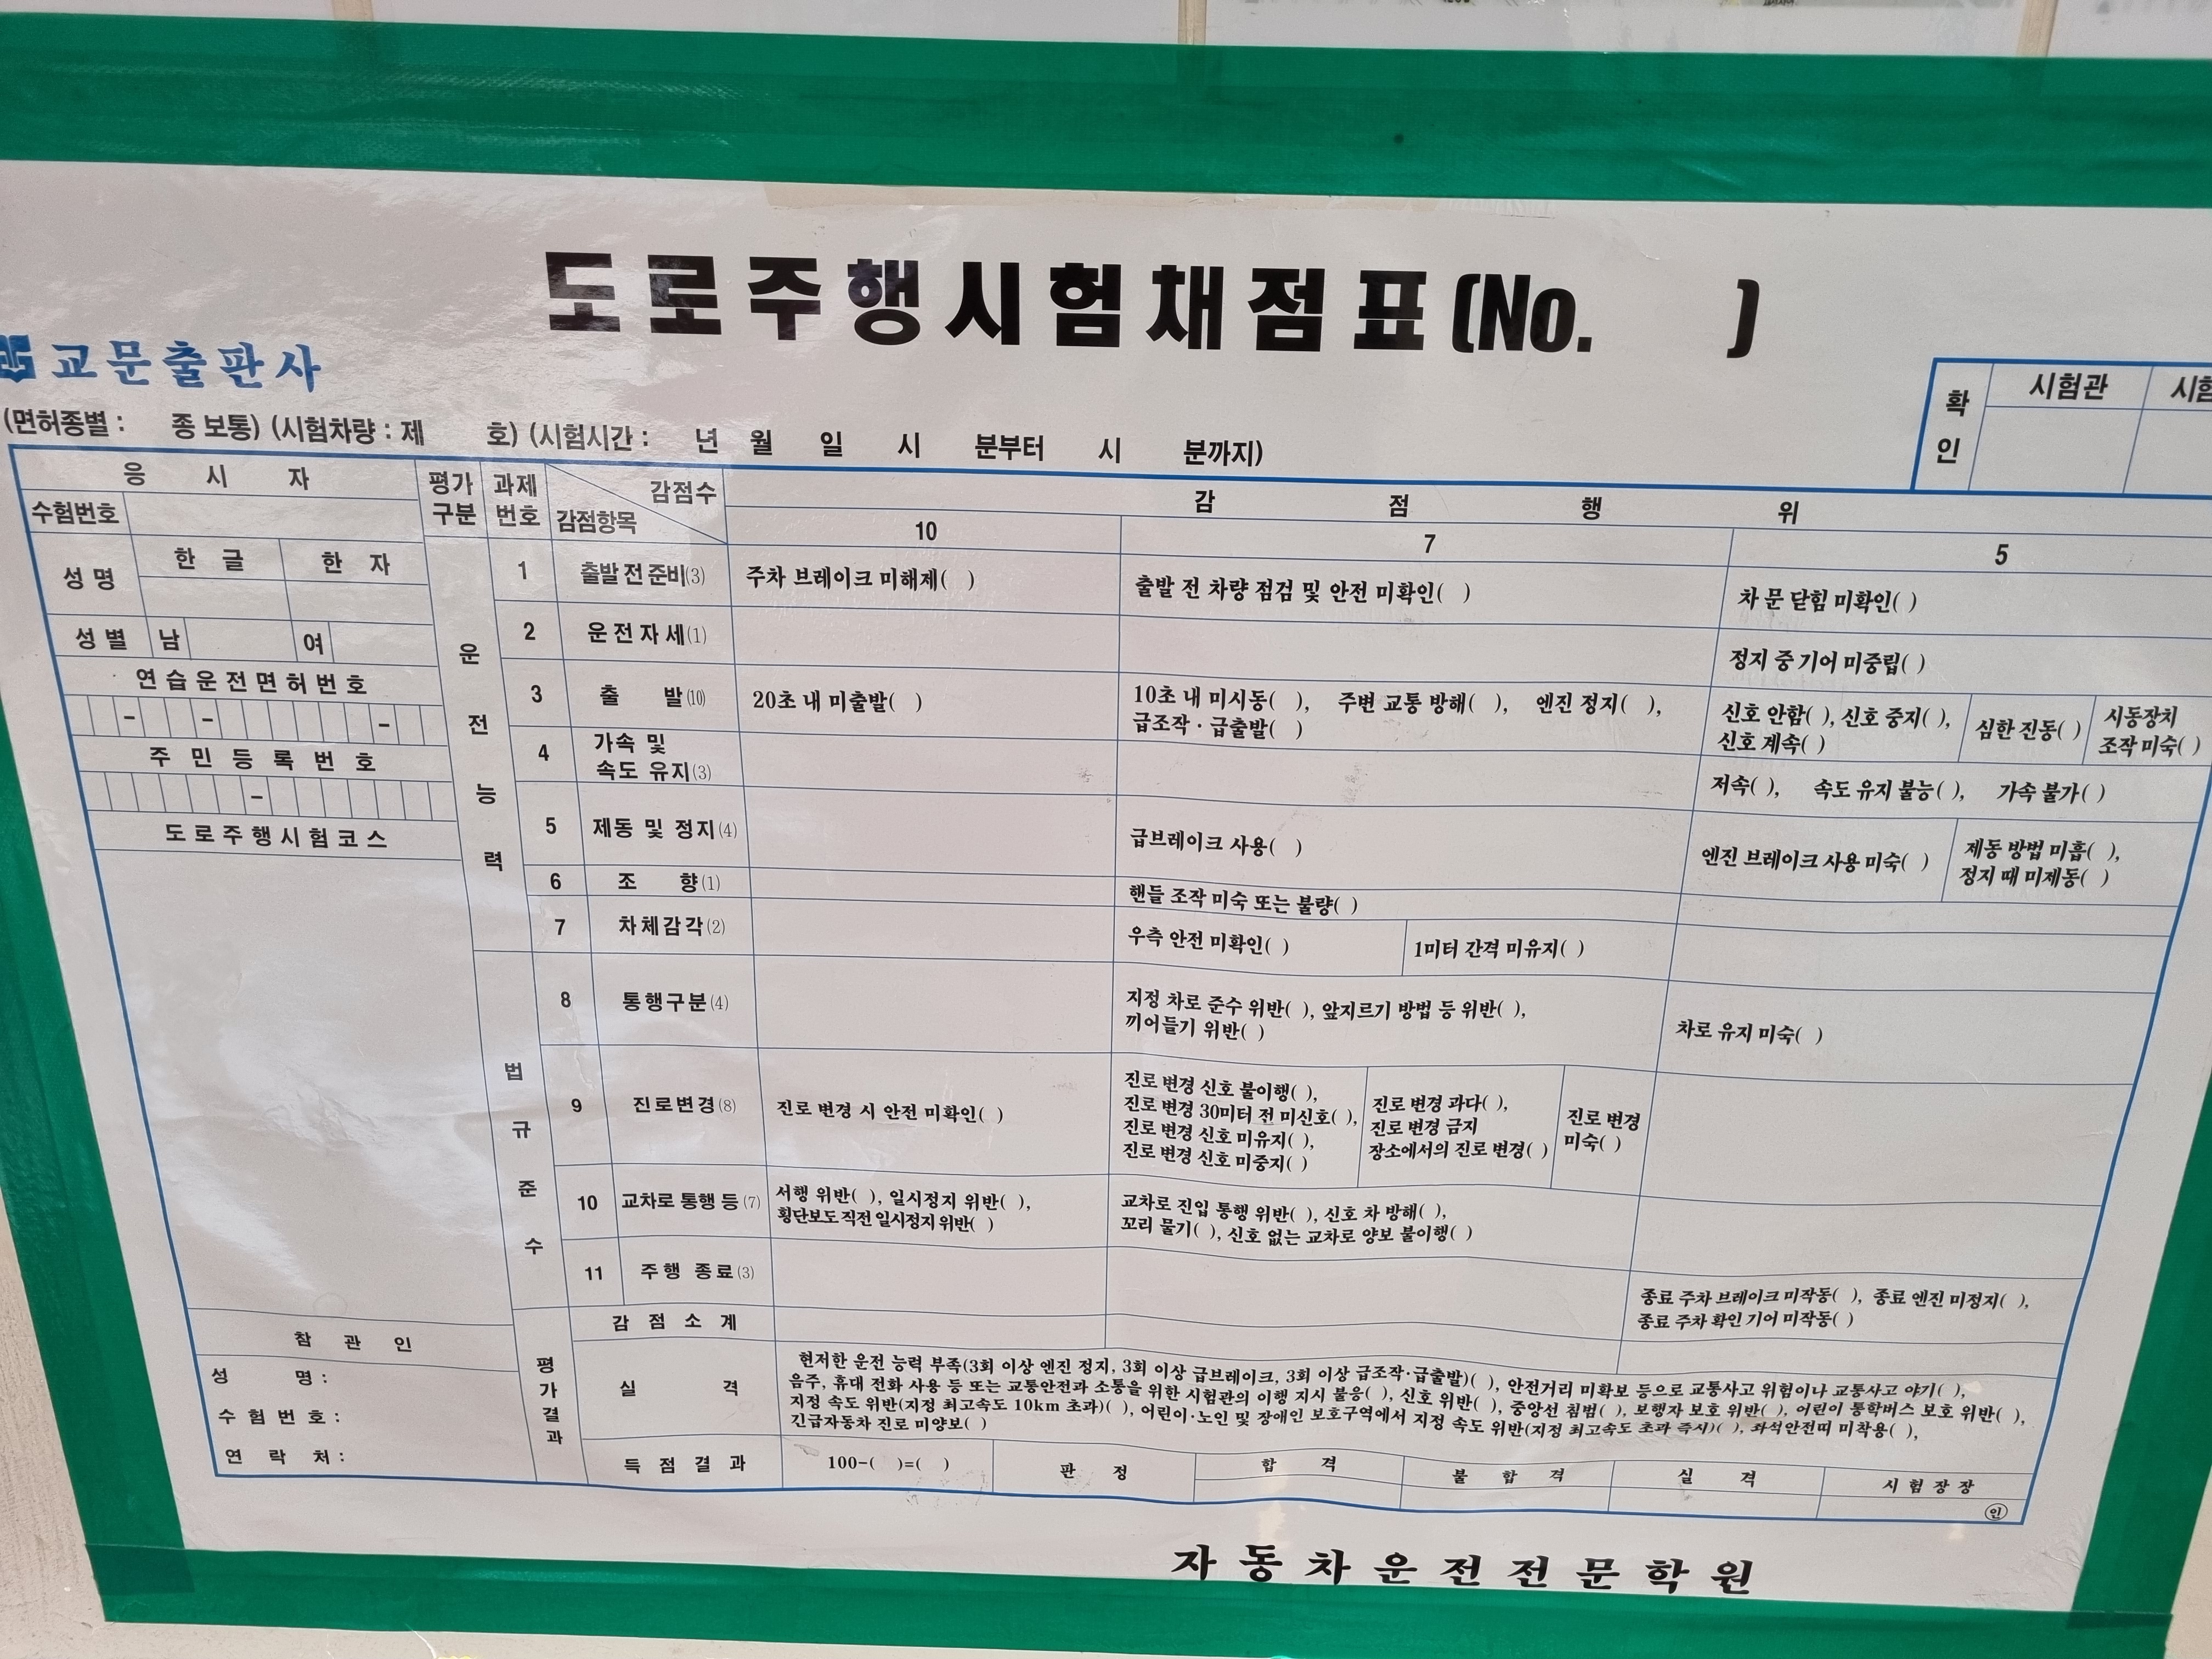 도로주행시험채점표(No. )
교문출판사
(면허종별 : 종 보통) (시험차량 : 제 호) (시험시간 : 년 월 일 시 분부터 시 분까지)
확인
시험관
응 시 자
수험번호
성 명
한 글
한 자
성 별
남
여
연습운전면허번호
- - -
주 민 등 록 번 호
-
도로주행시험코스
참 관 인
성 명 :
수 험 번 호 :
연 락 처 :
평가
구분
과제
번호
감점수
감점항목
감 점 행 위
10
7
5
운 전 능 력
1
출발 전 준비(3)
주차 브레이크 미해제( )
출발 전 차량 점검 및 안전 미확인( )
차 문 닫힘 미확인( )
2
운 전 자 세(1)
정지 중 기어 미중립( )
3
출 발(10)
20초 내 미출발( )
10초 내 미시동( ), 주변 교통 방해( ), 엔진 정지( ),
급조작 · 급출발( )
신호 안함( ), 신호 중지( ),
신호 계속( )
심한 진동( )
시동장치
조작 미숙( )
4
가속 및
속도 유지(3)
저속( ), 속도 유지 불능( ), 가속 불가( )
5
제동 및 정지(4)
급브레이크 사용( )
엔진 브레이크 사용 미숙( )
제동 방법 미흡( ),
정지 때 미제동( )
6
조 향(1)
핸들 조작 미숙 또는 불량( )
7
차체감각(2)
우측 안전 미확인( )
1미터 간격 미유지( )
법 규 준 수
8
통행구분(4)
지정 차로 준수 위반( ), 앞지르기 방법 등 위반( ),
끼어들기 위반( )
차로 유지 미숙( )
9
진로변경(8)
진로 변경 시 안전 미확인( )
진로 변경 신호 불이행( ),
진로 변경 30미터 전 미신호( ),
진로 변경 신호 미유지( ),
진로 변경 신호 미중지( )
진로 변경 과다( ),
진로 변경 금지
장소에서의 진로 변경( )
진로 변경
미숙( )
10
교차로 통행 등(7)
서행 위반( ), 일시정지 위반( ),
횡단보도 직전 일시정지 위반( )
교차로 진입 통행 위반( ), 신호 차 방해( ),
꼬리 물기( ), 신호 없는 교차로 양보 불이행( )
11
주행 종료(3)
종료 주차 브레이크 미작동( ), 종료 엔진 미정지( ),
종료 주차 확인 기어 미작동( )
평가결과
감 점 소 계
실 격
현저한 운전 능력 부족(3회 이상 엔진 정지, 3회 이상 급브레이크, 3회 이상 급조작·급출발)( ), 안전거리 미확보 등으로 교통사고 위험이나 교통사고 야기( ),
음주, 휴대 전화 사용 등 또는 교통안전과 소통을 위한 시험관의 이행 지시 불응( ), 신호 위반( ), 중앙선 침범( ), 보행자 보호 위반( ), 어린이 통학버스 보호 위반( ),
지정 속도 위반(지정 최고속도 10km 초과)( ), 어린이·노인 및 장애인 보호구역에서 지정 속도 위반(지정 최고속도 초과 즉시)( ), 좌석안전띠 미착용( ),
긴급자동차 진로 미양보( )
득 점 결 과
100-( )=( )
판 정
합 격
불 합 격
실 격
시 험 장 장
인
자동차운전전문학원